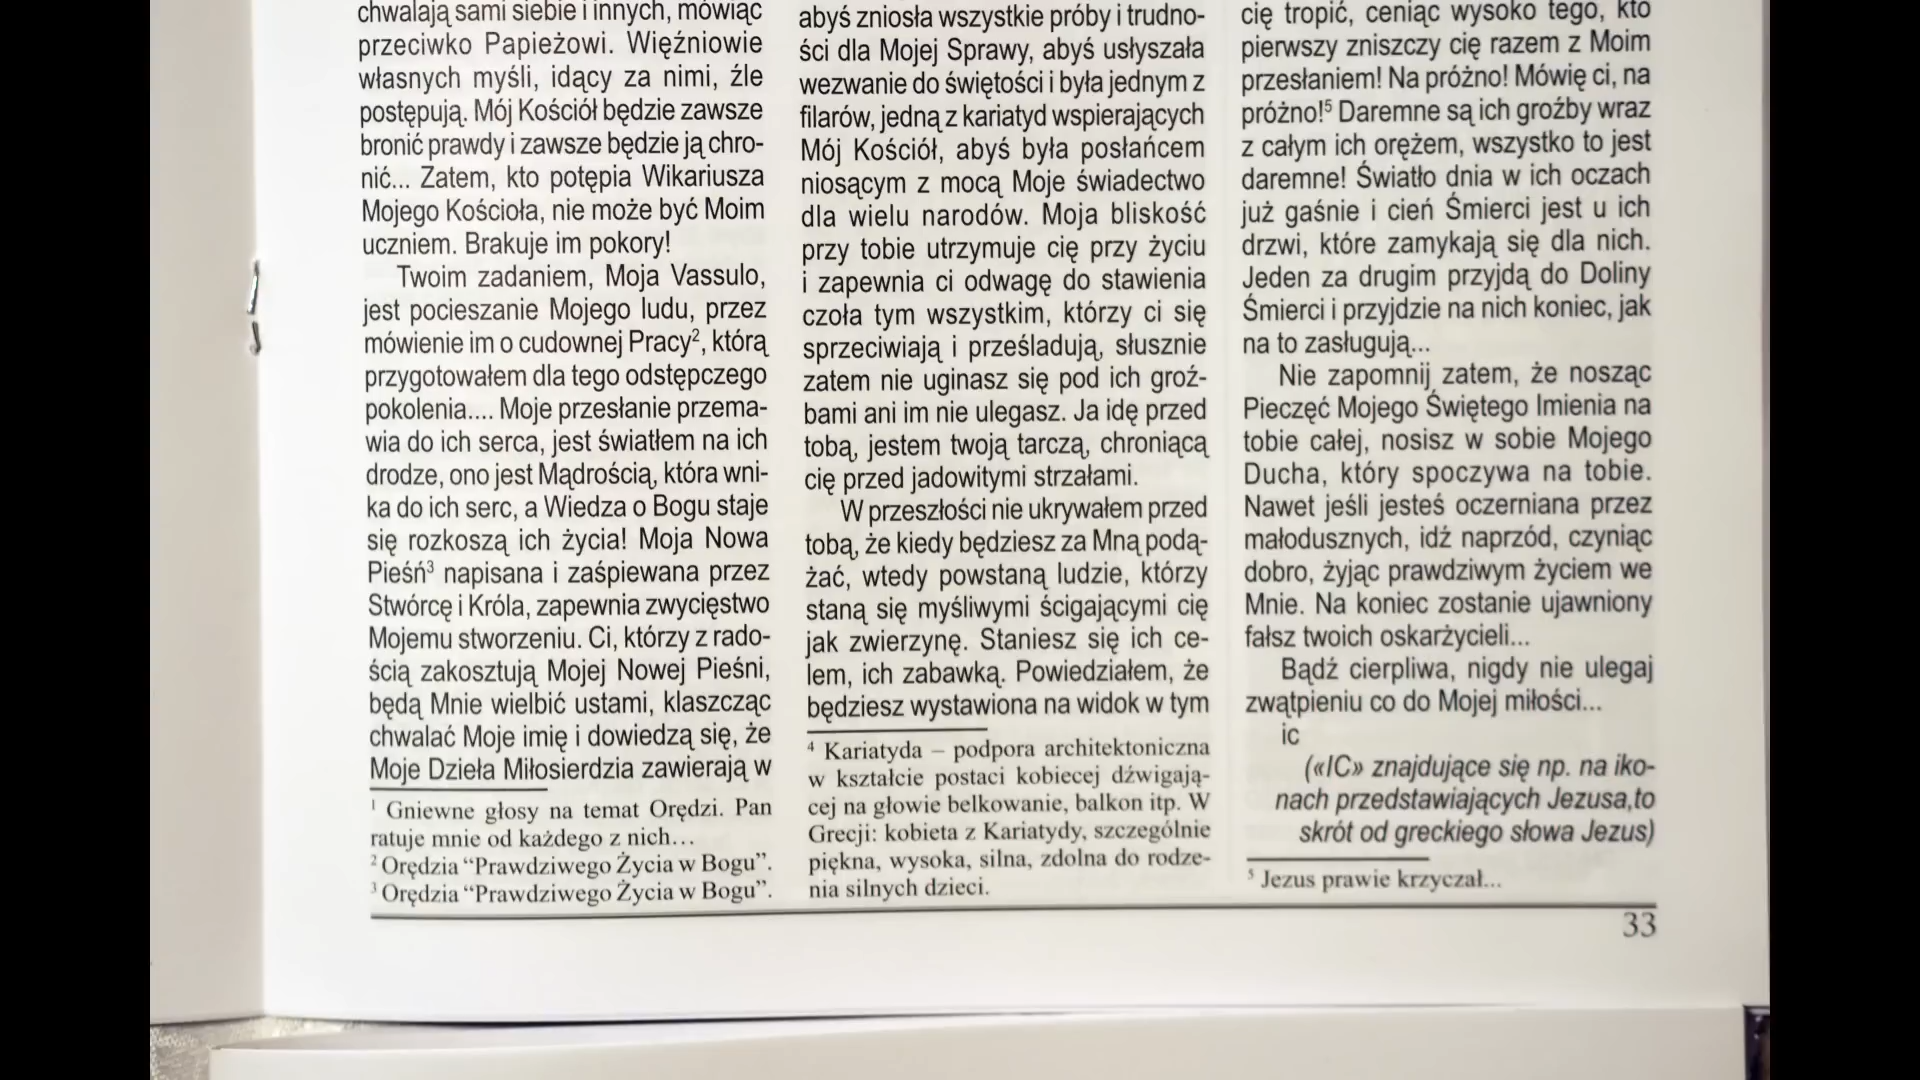 chwalają sami siebie i innych, mówiąc
przeciwko Papieżowi. Więźniowie
własnych myśli, idący za nimi, źle
postępują. Mój Kościół będzie zawsze
bronić prawdy i zawsze będzie ją chro-
nić... Zatem, kto potępia Wikariusza
Mojego Kościoła, nie może być Moim
uczniem. Brakuje im pokory!
Twoim zadaniem, Moja Vassulo,
jest pocieszanie Mojego ludu, przez
mówienie im o cudownej Pracy², którą
przygotowałem dla tego odstępczego
pokolenia.... Moje przesłanie przema-
wia do ich serca, jest światłem na ich
drodze, ono jest Mądrością, która wni-
ka do ich serc, a Wiedza o Bogu staje
się rozkoszą ich życia! Moja Nowa
Pieśń³ napisana i zaśpiewana przez
Stwórcę i Króla, zapewnia zwycięstwo
Mojemu stworzeniu. Ci, którzy z rado-
ścią zakosztują Mojej Nowej Pieśni,
będą Mnie wielbić ustami, klaszcząc
chwalać Moje imię i dowiedzą się, że
Moje Dzieła Miłosierdzia zawierają w
¹ Gniewne głosy na temat Orędzi. Pan
ratuje mnie od każdego z nich…
² Orędzia “Prawdziwego Życia w Bogu”.
³ Orędzia “Prawdziwego Życia w Bogu”.
abyś zniosła wszystkie próby i trudno-
ści dla Mojej Sprawy, abyś usłyszała
wezwanie do świętości i była jednym z
filarów, jedną z kariatyd wspierających
Mój Kościół, abyś była posłańcem
niosącym z mocą Moje świadectwo
dla wielu narodów. Moja bliskość
przy tobie utrzymuje cię przy życiu
i zapewnia ci odwagę do stawienia
czoła tym wszystkim, którzy ci się
sprzeciwiają i prześladują, słusznie
zatem nie uginasz się pod ich groź-
bami ani im nie ulegasz. Ja idę przed
tobą, jestem twoją tarczą, chroniącą
cię przed jadowitymi strzałami.
W przeszłości nie ukrywałem przed
tobą, że kiedy będziesz za Mną podą-
żać, wtedy powstaną ludzie, którzy
staną się myśliwymi ścigającymi cię
jak zwierzynę. Staniesz się ich ce-
lem, ich zabawką. Powiedziałem, że
będziesz wystawiona na widok w tym
⁴ Kariatyda – podpora architektoniczna
w kształcie postaci kobiecej dźwigają-
cej na głowie belkowanie, balkon itp. W
Grecji: kobieta z Kariatydy, szczególnie
piękna, wysoka, silna, zdolna do rodze-
nia silnych dzieci.
cię tropić, ceniąc wysoko tego, kto
pierwszy zniszczy cię razem z Moim
przesłaniem! Na próżno! Mówię ci, na
próżno!⁵ Daremne są ich groźby wraz
z całym ich orężem, wszystko to jest
daremne! Światło dnia w ich oczach
już gaśnie i cień Śmierci jest u ich
drzwi, które zamykają się dla nich.
Jeden za drugim przyjdą do Doliny
Śmierci i przyjdzie na nich koniec, jak
na to zasługują...
Nie zapomnij zatem, że nosząc
Pieczęć Mojego Świętego Imienia na
tobie całej, nosisz w sobie Mojego
Ducha, który spoczywa na tobie.
Nawet jeśli jesteś oczerniana przez
małodusznych, idź naprzód, czyniąc
dobro, żyjąc prawdziwym życiem we
Mnie. Na koniec zostanie ujawniony
fałsz twoich oskarżycieli...
Bądź cierpliwa, nigdy nie ulegaj
zwątpieniu co do Mojej miłości...
ic
(«IC» znajdujące się np. na iko-
nach przedstawiających Jezusa,to
skrót od greckiego słowa Jezus)
⁵ Jezus prawie krzyczał...
33